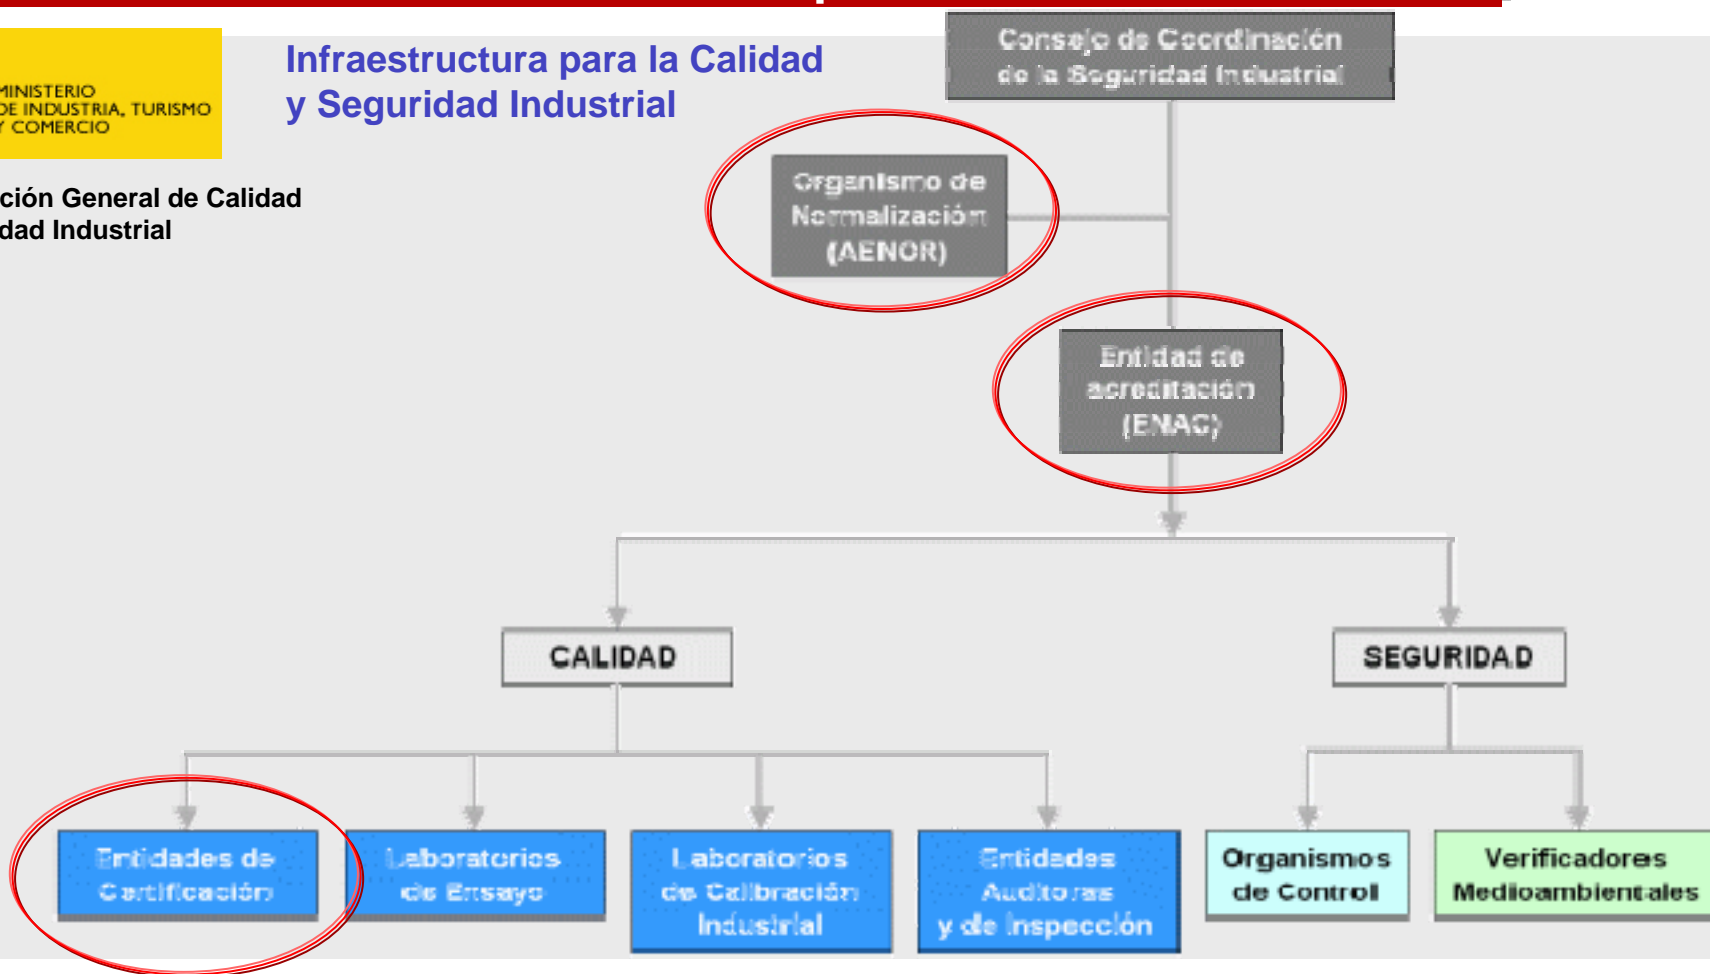 Infraestructura para la Calidad
y Seguridad Industrial
MINISTERIO
DE INDUSTRIA, TURISMO
Y COMERCIO
ción General de Calidad
dad Industrial
Consejo de Coordinación
de la Seguridad Industrial
Organismo de
Normalización
(AENOR)
Entidad de
acreditación
(ENAC)
CALIDAD
SEGURIDAD
Entidades de
Certificación
Laboratorios
de Ensayo
Laboratorios
de Calibración
Industrial
Entidades
Auditoras
y de Inspección
Organismos
de Control
Verificadores
Medioambientales